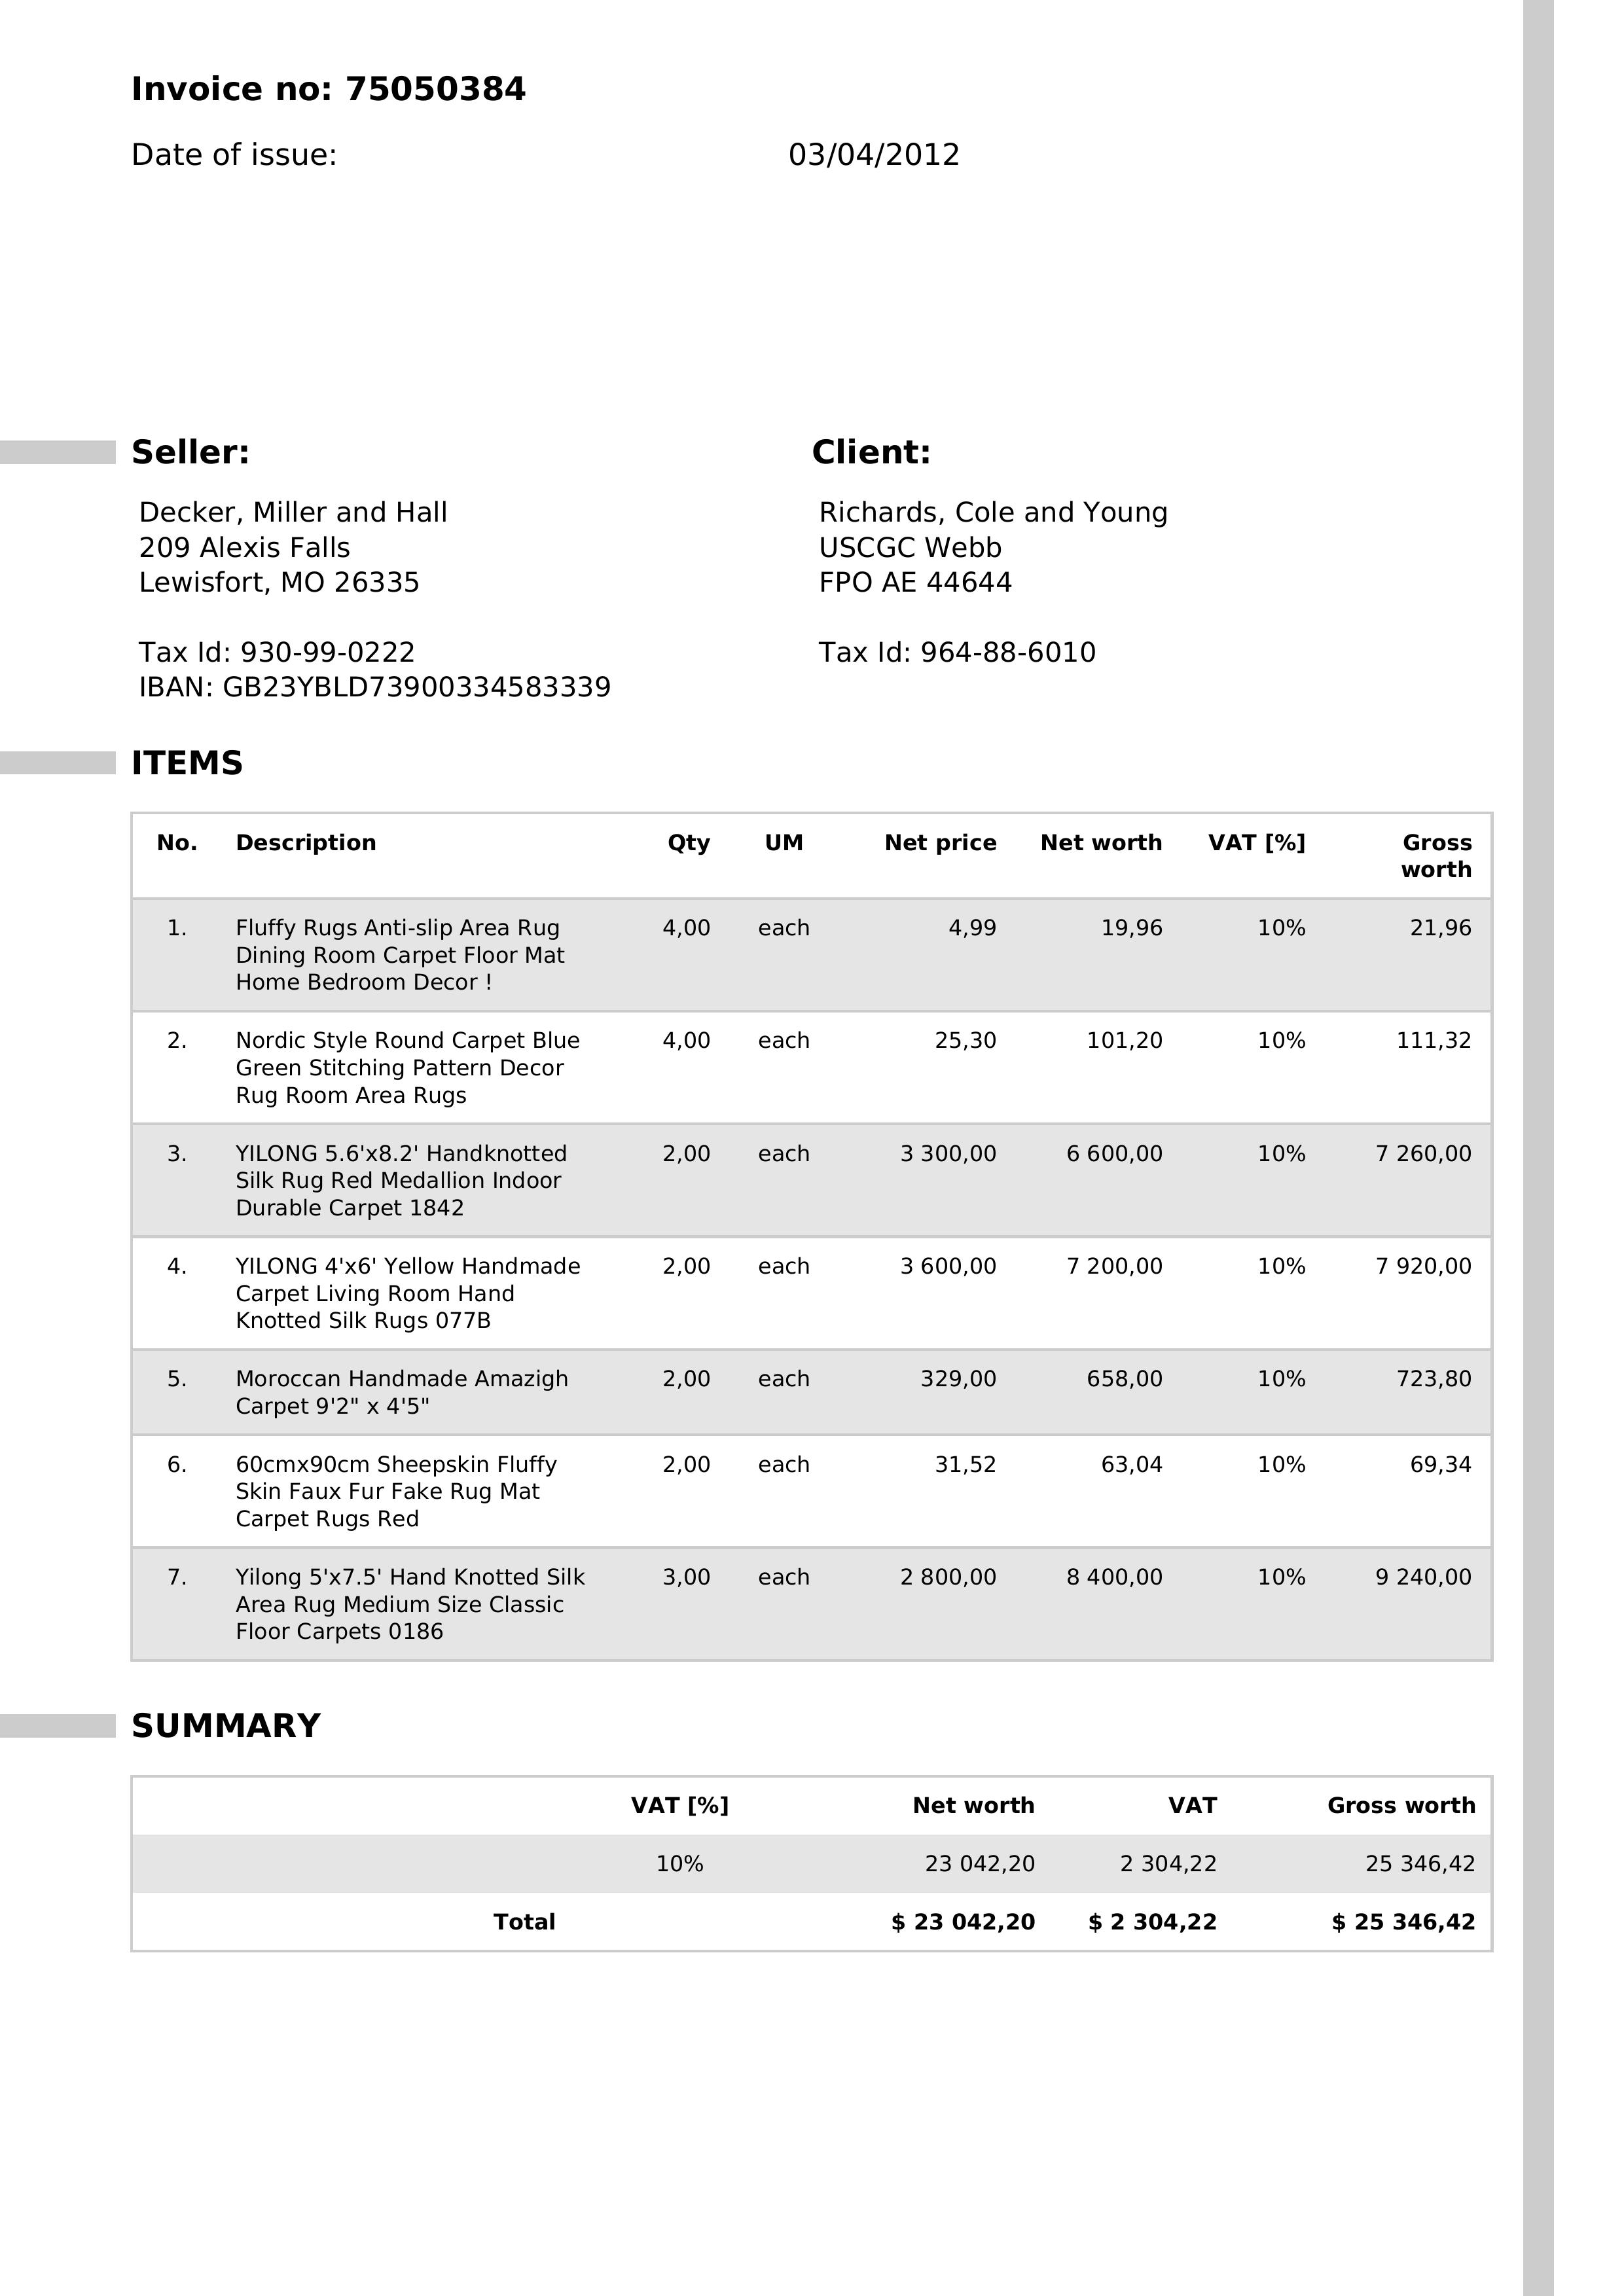 Invoice no: 75050384
Date of issue: 03/04/2012
Seller:
Decker, Miller and Hall
209 Alexis Falls
Lewisfort, MO 26335
Tax Id: 930-99-0222
IBAN: GB23YBLD73900334583339
Client:
Richards, Cole and Young
USCGC Webb
FPO AE 44644
Tax Id: 964-88-6010
ITEMS
No. Description Qty UM Net price Net worth VAT [%] Gross
worth
1. Fluffy Rugs Anti-slip Area Rug 4,00 each 4,99 19,96 10% 21,96
Dining Room Carpet Floor Mat
Home Bedroom Decor !
2. Nordic Style Round Carpet Blue 4,00 each 25,30 101,20 10% 111,32
Green Stitching Pattern Decor
Rug Room Area Rugs
3. YILONG 5.6'x8.2' Handknotted 2,00 each 3 300,00 6 600,00 10% 7 260,00
Silk Rug Red Medallion Indoor
Durable Carpet 1842
4. YILONG 4'x6' Yellow Handmade 2,00 each 3 600,00 7 200,00 10% 7 920,00
Carpet Living Room Hand
Knotted Silk Rugs 077B
5. Moroccan Handmade Amazigh 2,00 each 329,00 658,00 10% 723,80
Carpet 9'2" x 4'5"
6. 60cmx90cm Sheepskin Fluffy 2,00 each 31,52 63,04 10% 69,34
Skin Faux Fur Fake Rug Mat
Carpet Rugs Red
7. Yilong 5'x7.5' Hand Knotted Silk 3,00 each 2 800,00 8 400,00 10% 9 240,00
Area Rug Medium Size Classic
Floor Carpets 0186
SUMMARY
VAT [%] Net worth VAT Gross worth
10% 23 042,20 2 304,22 25 346,42
Total $ 23 042,20 $ 2 304,22 $ 25 346,42